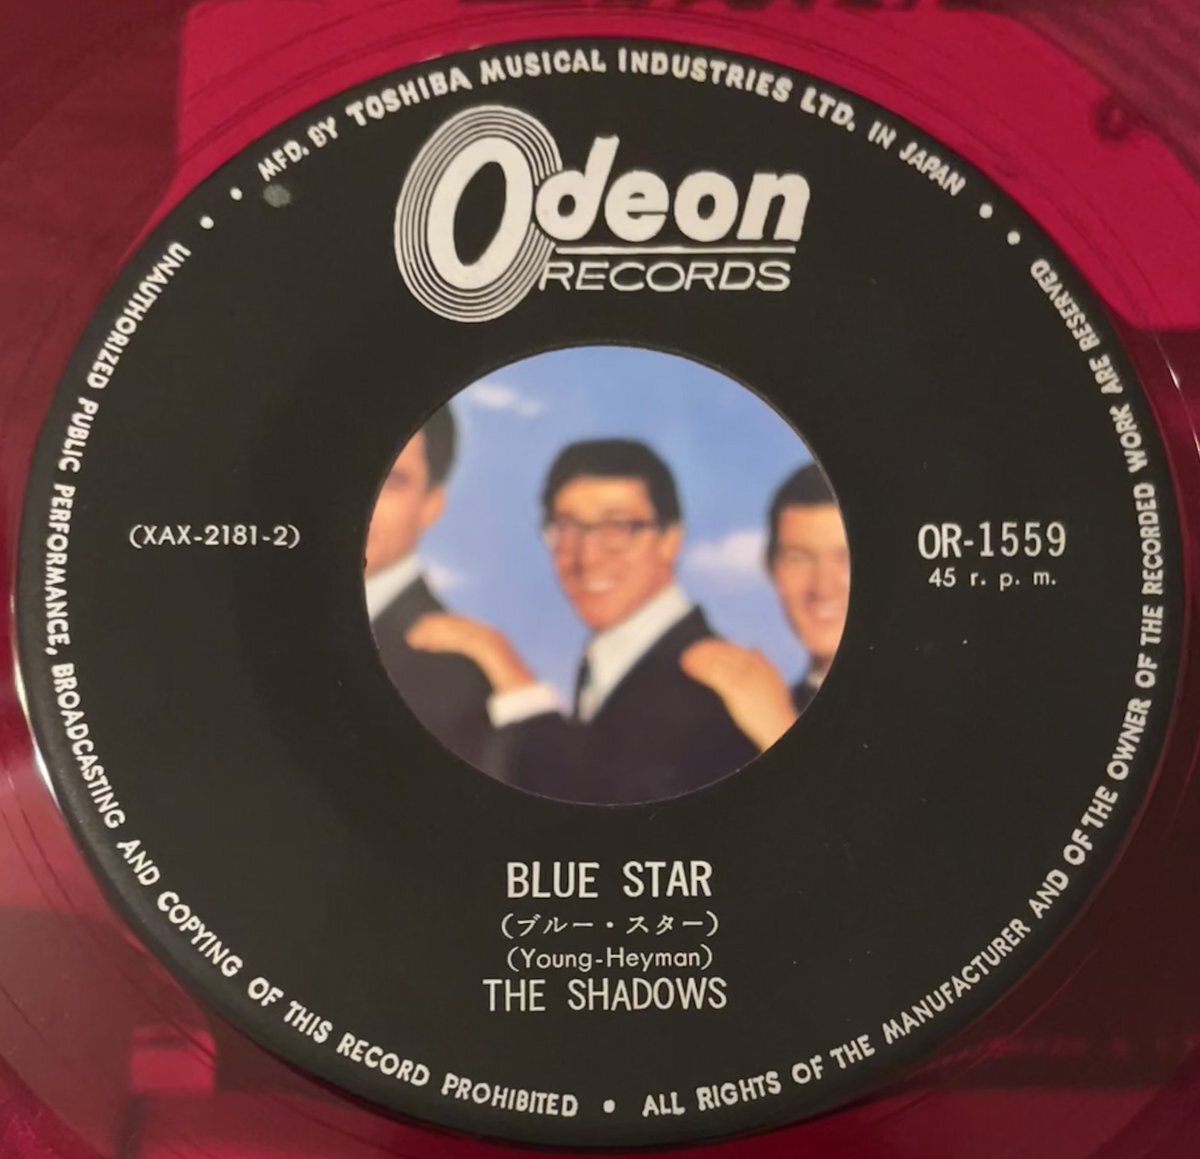 MFD. BY TOSHIBA MUSICAL INDUSTRIES LTD. IN JAPAN
Odeon
RECORDS
(XAX-2181-2)
OR-1559
45 r. p. m.
BLUE STAR
(ブルー・スター)
(Young-Heyman)
THE SHADOWS
UNAUTHORIZED PUBLIC PERFORMANCE, BROADCASTING AND COPYING OF THIS RECORD PROHIBITED • ALL RIGHTS OF THE MANUFACTURER AND OF THE OWNER OF THE RECORDED WORK ARE RESERVED